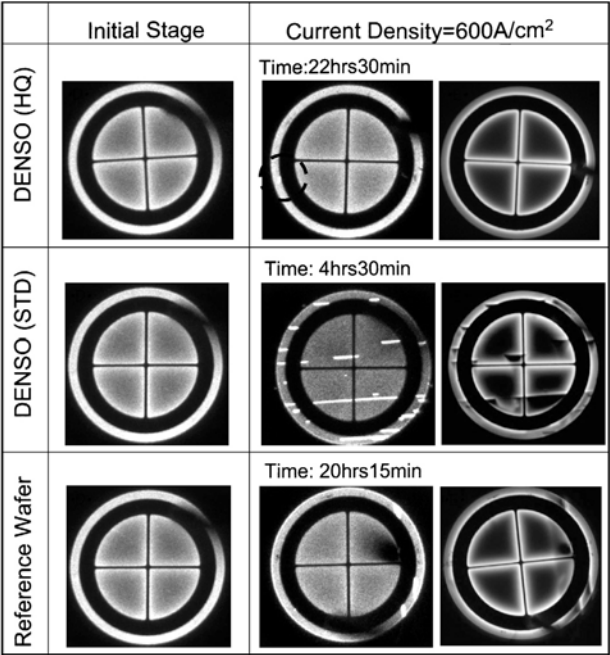 Initial Stage
Current Density=600A/cm²
DENSO (HQ)
Time:22hrs30min
DENSO (STD)
Time: 4hrs30min
Reference Wafer
Time: 20hrs15min